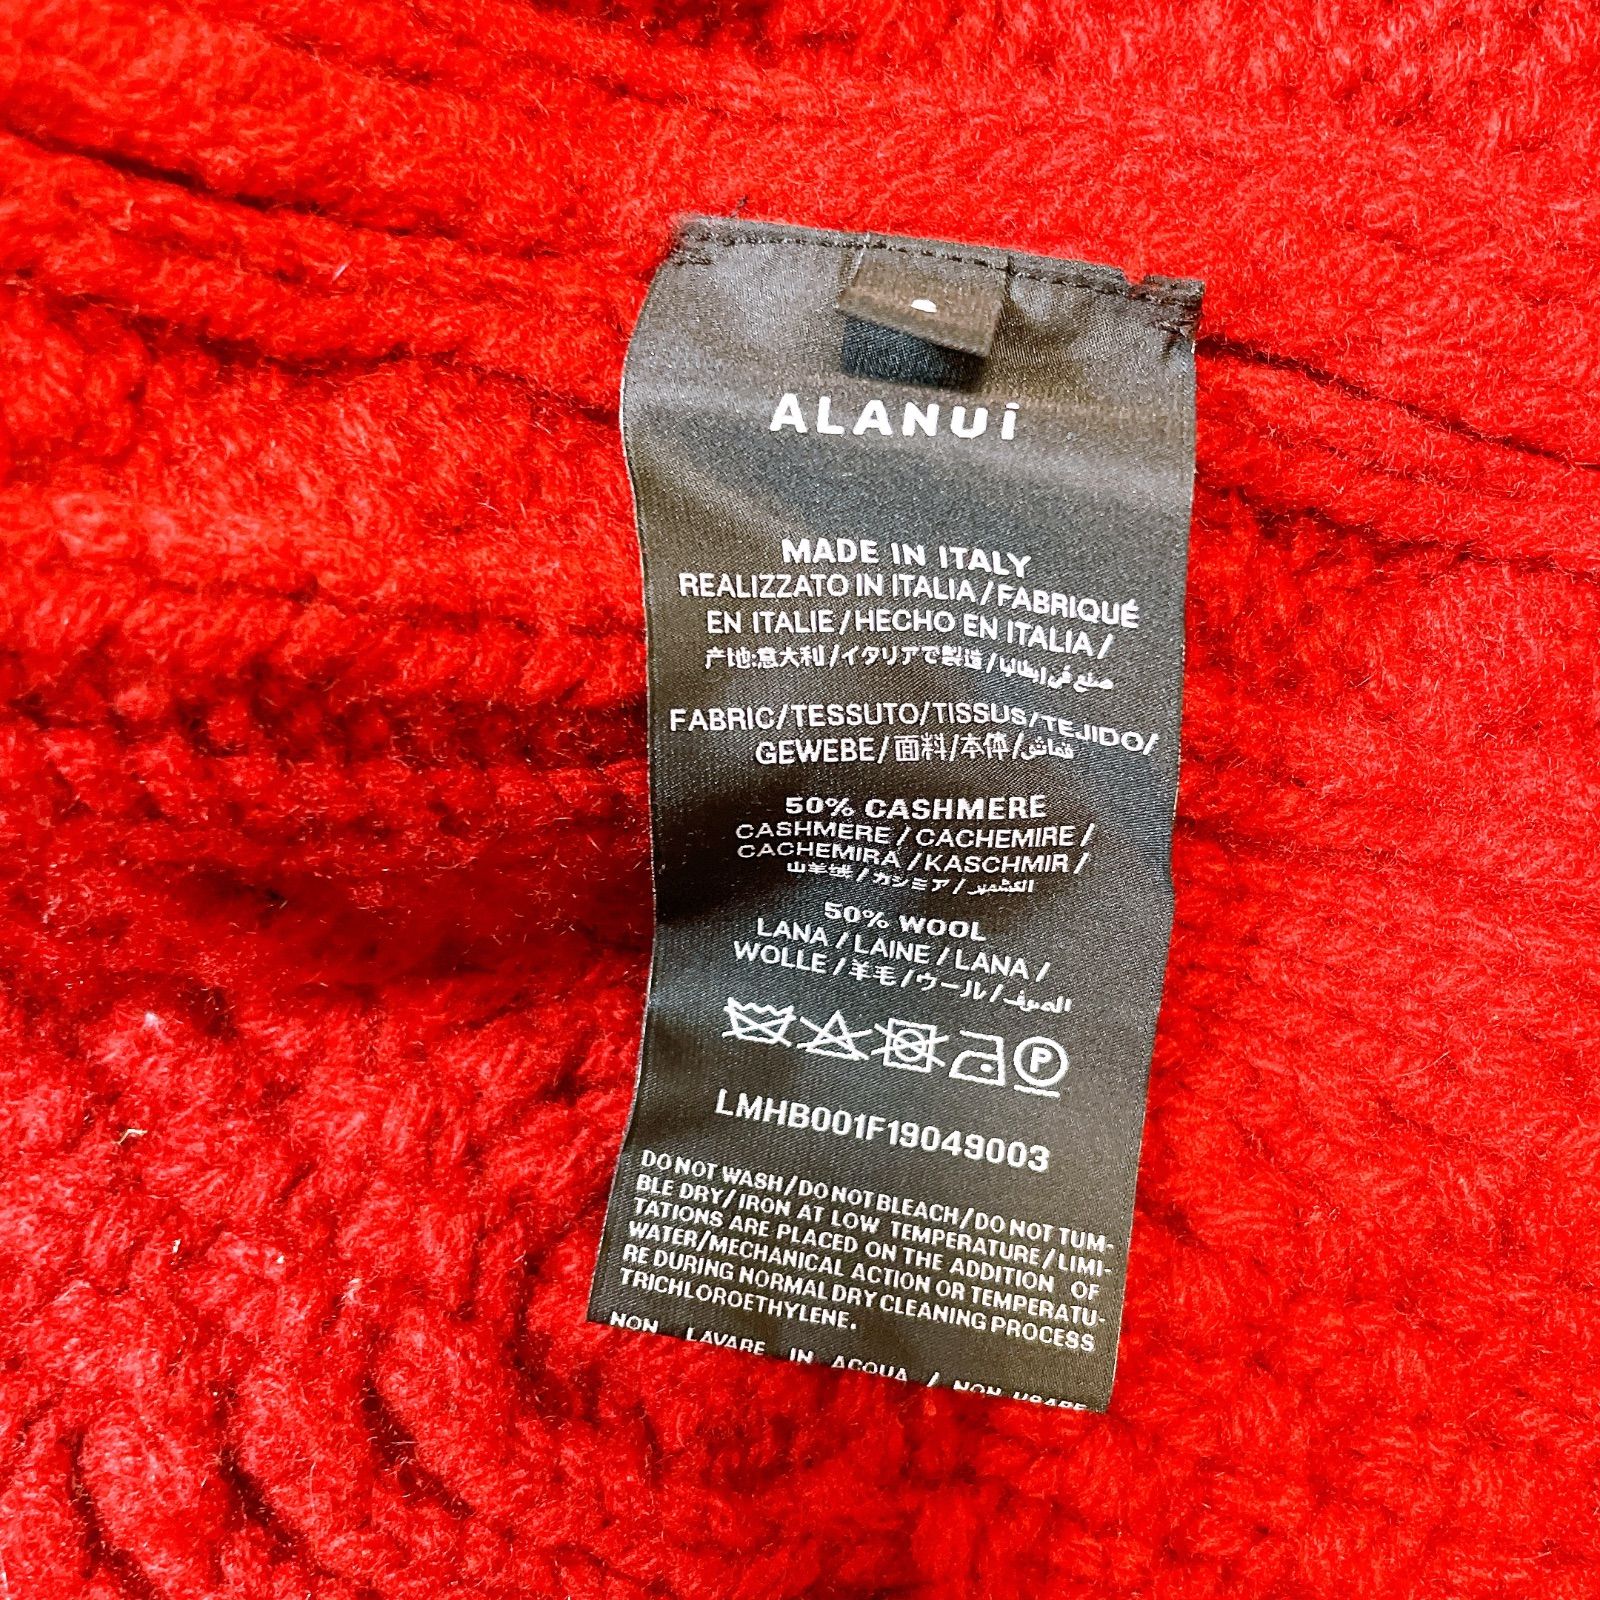 ALANUi
MADE IN ITALY
REALIZZATO IN ITALIA/FABRIQUÉ
EN ITALIE/HECHO EN ITALIA/
产地:意大利/イタリアで製造/صنع في إيطاليا
FABRIC/TESSUTO/TISSUS/TEJIDO/
GEWEBE/面料/本体/قماش
50% CASHMERE
CASHMERE / CACHEMIRE /
CACHEMIRA /KASCHMIR /
山羊绒/カシミア/الكشمير
50% WOOL
LANA /LAINE / LANA /
WOLLE /羊毛/ウール/الصوف
P
LMHB001F19049003
DO NOT WASH/DO NOT BLEACH/DO NOT TUM-
BLE DRY/IRON AT LOW TEMPERATURE/LIMI-
TATIONS ARE PLACED ON THE ADDITION OF
WATER/MECHANICAL ACTION OR TEMPERATU-
RE DURING NORMAL DRY CLEANING PROCESS
TRICHLOROETHYLENE.
NON LAVARE IN ACQUA / NON USARE